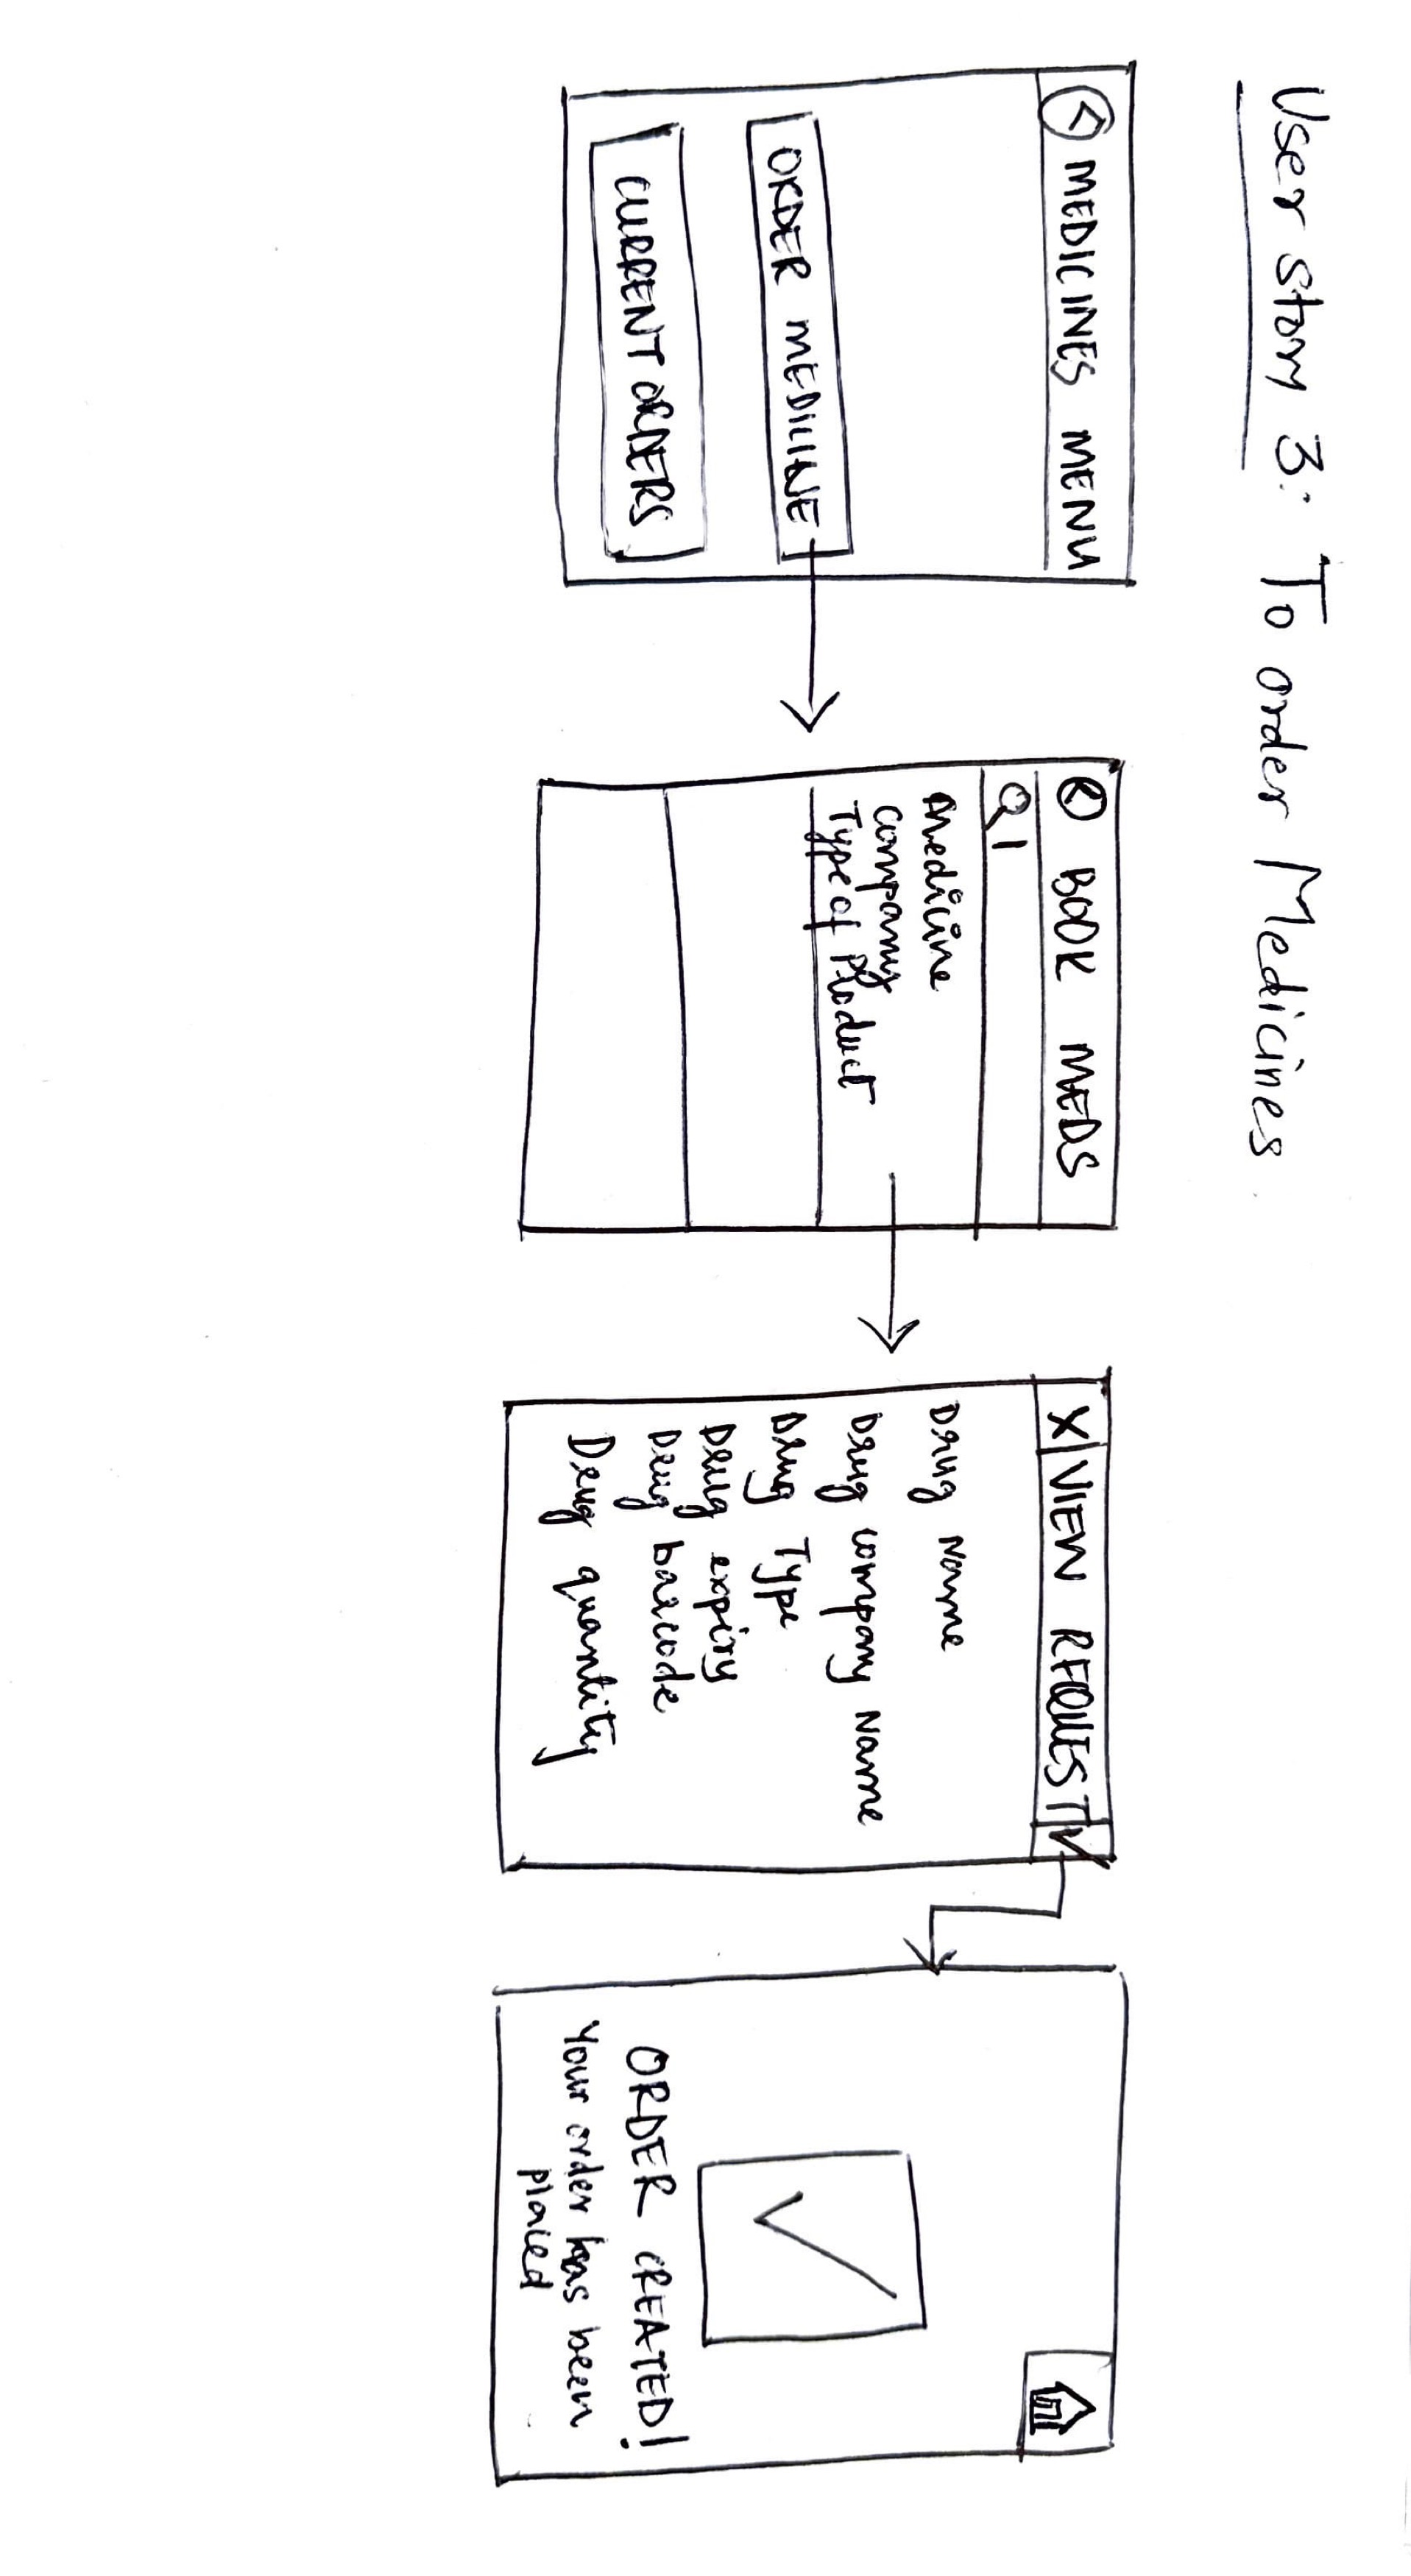 User story 3: To order Medicines
< MEDICINES MENU
ORDER MEDICINE
CURRENT ORDERS
< BOOK MEDS
Medicine
Company
Type of Product
X VIEW REQUEST
Drug Name
Drug Company Name
Drug Type
Drug expiry
Drug barcode
Drug quantity
ORDER CREATED!
Your order has been
placed